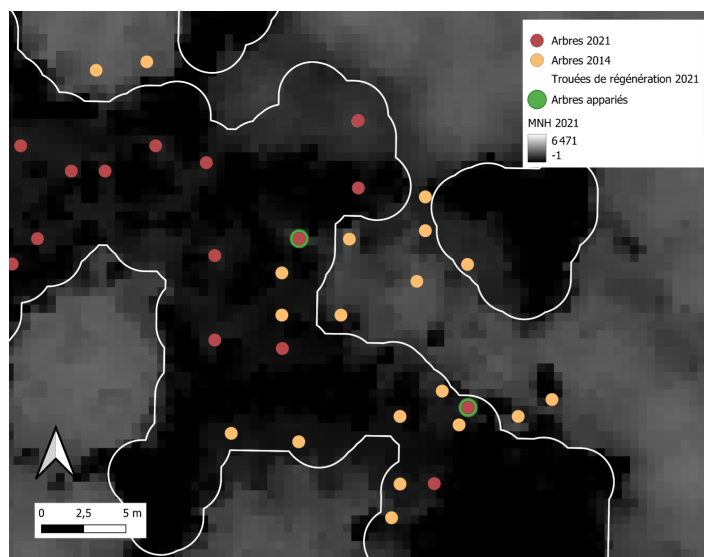 Arbres 2021
Arbres 2014
Trouées de régénération 2021
Arbres appariés
MNH 2021
6 471
-1
0 2,5 5 m